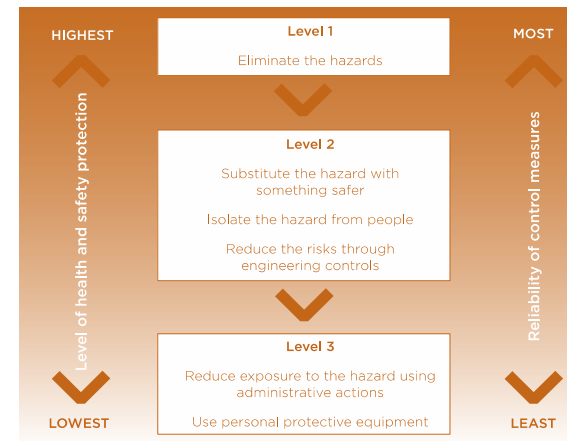 HIGHEST
Level 1
MOST
Eliminate the hazards
Level of health and safety protection
Reliability of control measures
Level 2
Substitute the hazard with
something safer
Isolate the hazard from people
Reduce the risks through
engineering controls
Level 3
Reduce exposure to the hazard using
administrative actions
Use personal protective equipment
LOWEST
LEAST